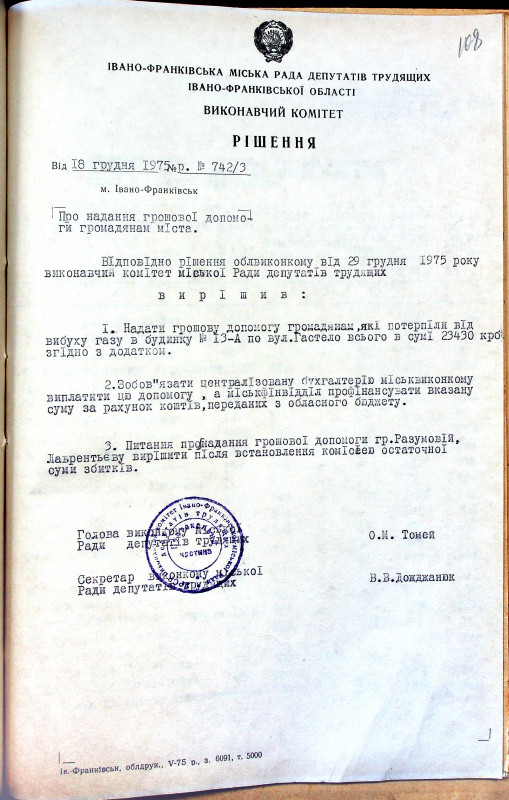 108
ІВАНО-ФРАНКІВСЬКА МІСЬКА РАДА ДЕПУТАТІВ ТРУДЯЩИХ
ІВАНО-ФРАНКІВСЬКОЇ ОБЛАСТІ
ВИКОНАВЧИЙ КОМІТЕТ
РІШЕННЯ
Від 18 грудня 1975 р. № 742/3
м. Івано-Франківськ
Про надання грошової допомо-
ги громадянам міста.
Відповідно рішення облвиконкому від 29 грудня 1975 року
виконавчий комітет міської Ради депутатів трудящих
в и р і ш и в :
І. Надати грошову допомогу громадянам,які потерпіли від
вибуху газу в будинку № ІЗ-А по вул.Гастело всього в сумі 23430 крб
згідно з додатком.
2.Зобов"язати централізовану бухгалтерію міськвиконкому
виплатити цю допомогу , а міськфінвідділ профінансувати вказану
суму за рахунок коштів,переданих з обласного бюджету.
3. Питання про надання грошової допомоги гр.Разумовій,
Лаврентьєву вирішити після встановлення комісією остаточної
суми збитків.
Голова виконкому міської
Ради депутатів трудящих
О.М. Томей
Секретар виконкому міської
Ради депутатів трудящих
В.В.Дожджанюк
частина
Ів.-Франківськ, облдрук., V-75 р., з. 6091, т. 5000